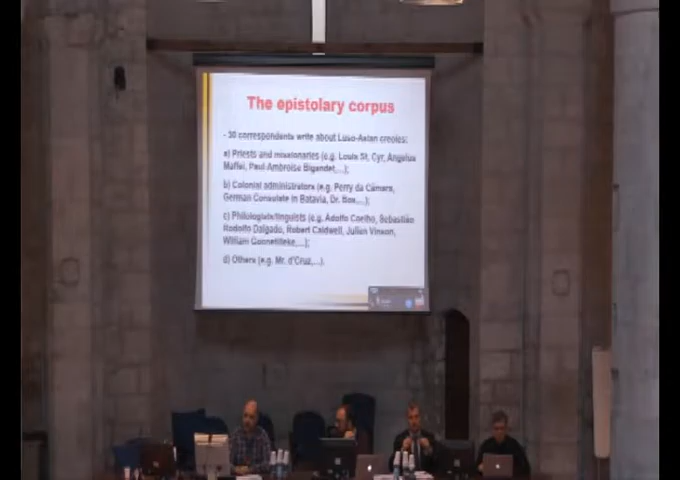 The epistolary corpus
- 30 correspondents write about Luso-Asian creoles:
a) Priests and missionaries (e.g. Louis St. Cyr, Angelus
Maffei, Paul Ambroise Bigandet,...);
b) Colonial administrators (e.g. Perry da Câmara,
German Consulate in Batavia, Dr. Box,...);
c) Philologists/linguists (e.g. Adolfo Coelho, Sebastião
Rodolfo Dalgado, Robert Caldwell, Julien Vinson,
William Goonetilleke,...);
d) Others (e.g. Mr. d'Cruz,...).